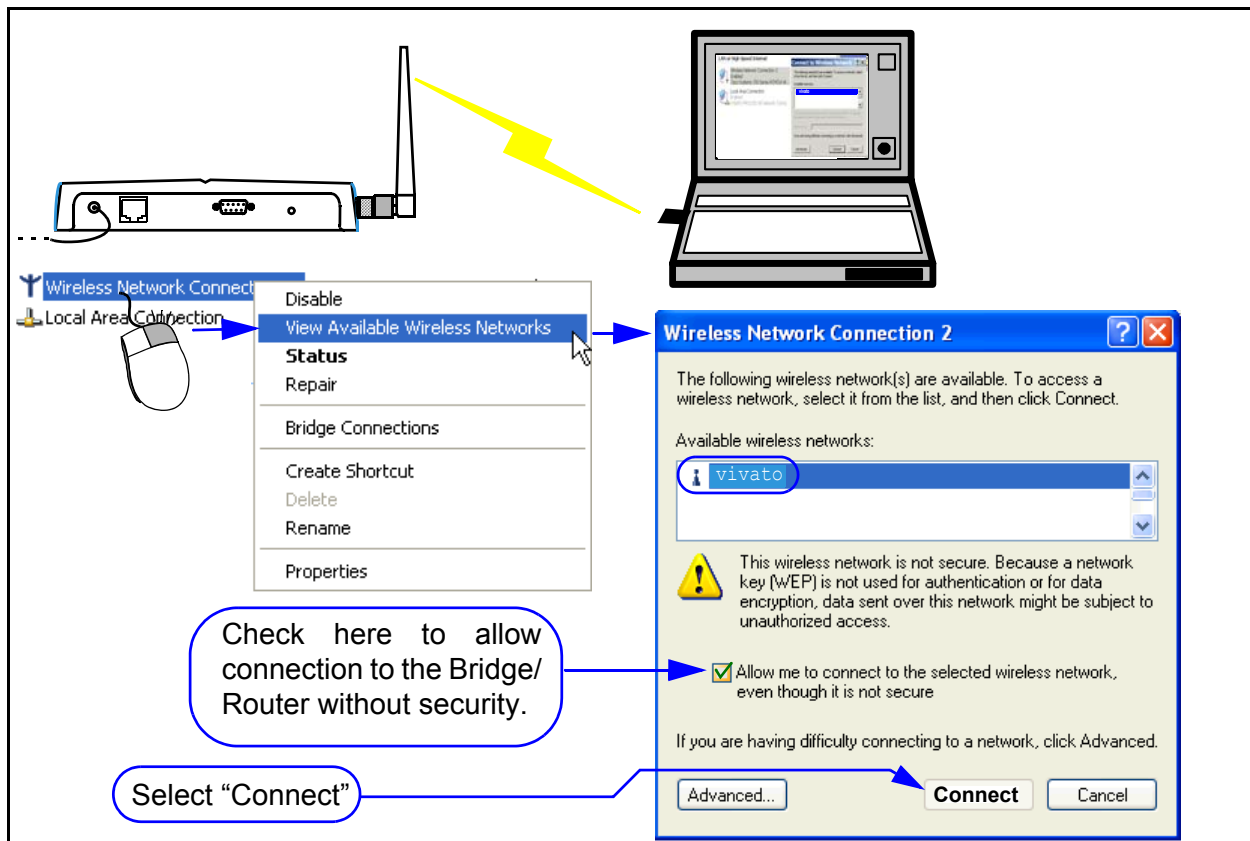 Wireless Network Connect
Local Area Connection
Disable
View Available Wireless Networks
Status
Repair
Bridge Connections
Create Shortcut
Delete
Rename
Properties
Wireless Network Connection 2
The following wireless network(s) are available. To access a
wireless network, select it from the list, and then click Connect.
Available wireless networks:
vivato
This wireless network is not secure. Because a network
key (WEP) is not used for authentication or for data
encryption, data sent over this network might be subject to
unauthorized access.
Check here to allow
connection to the Bridge/
Router without security.
Allow me to connect to the selected wireless network,
even though it is not secure
If you are having difficulty connecting to a network, click Advanced.
Select “Connect”
Advanced...
Connect
Cancel